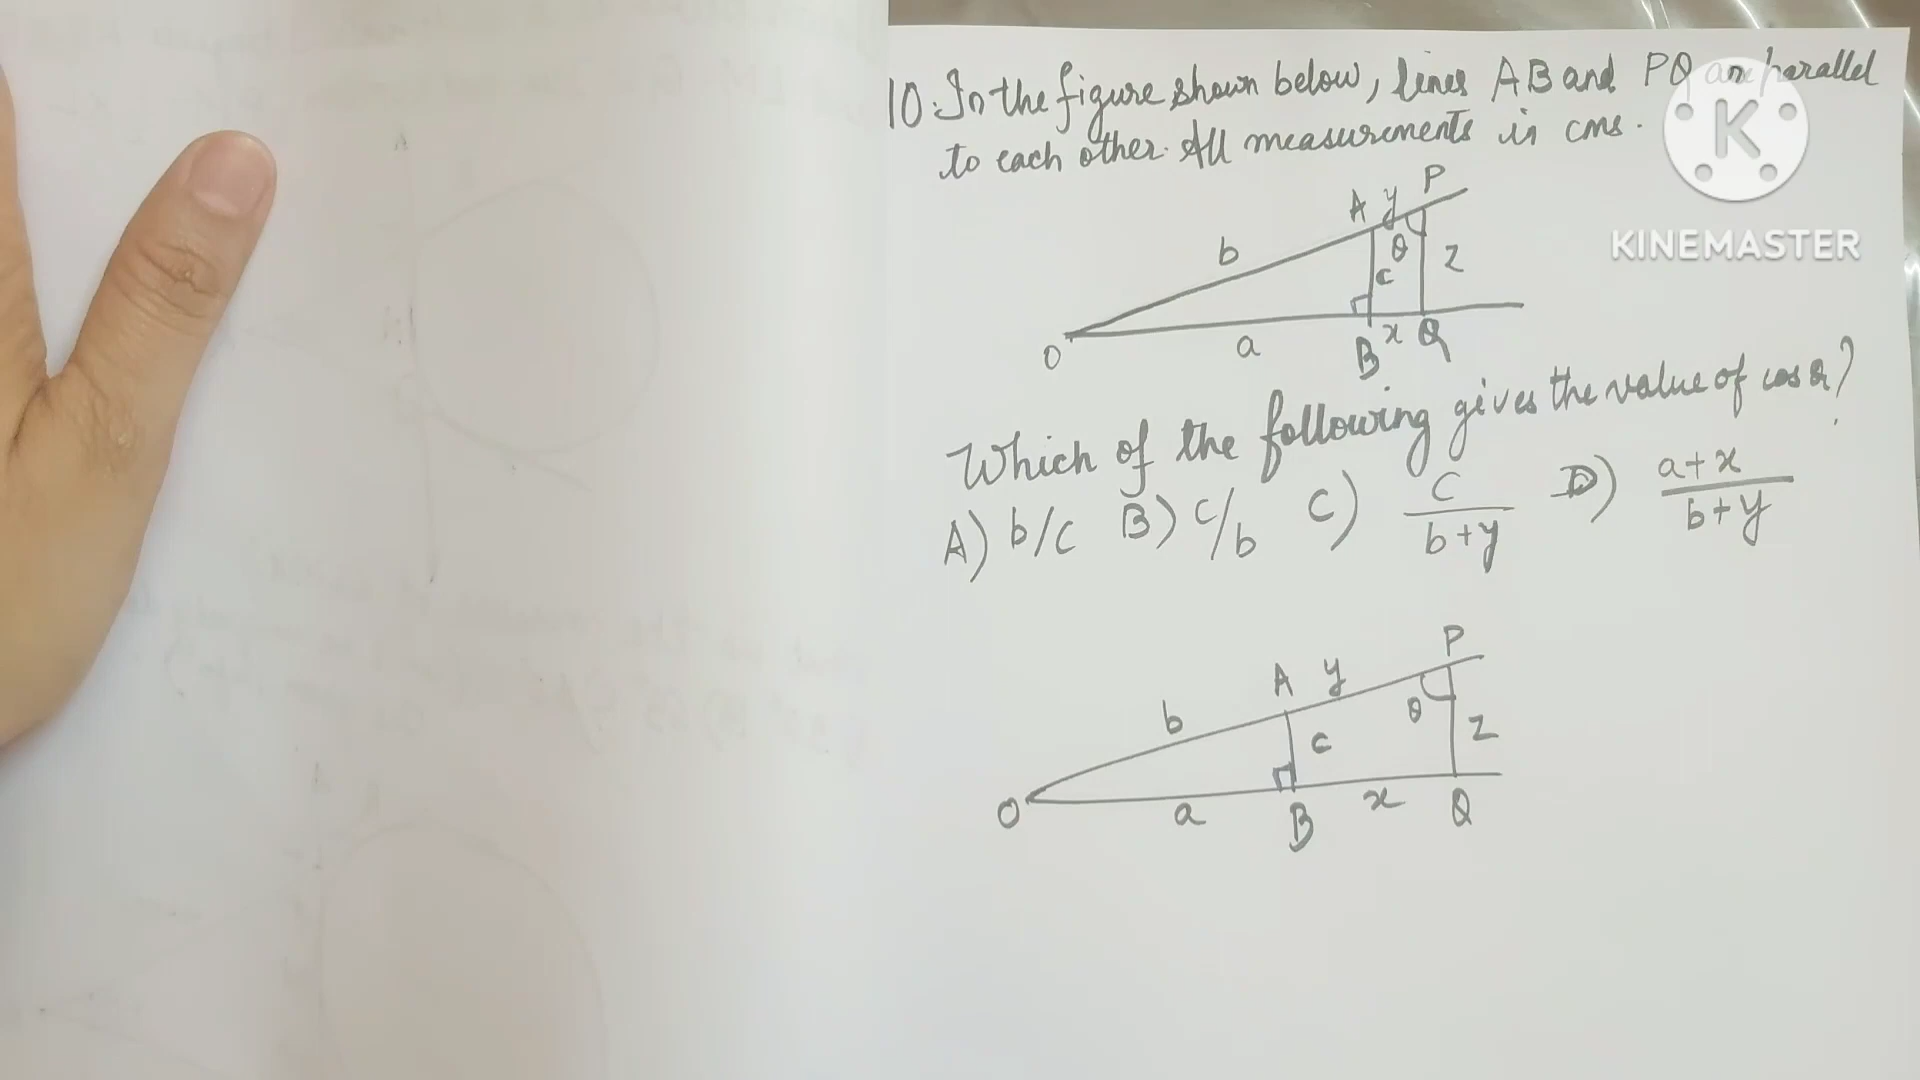 10. In the figure shown below, lines AB and PQ are parallel
to each other. All measurements in cms.
K
KINEMASTER
P
A y
b
θ
c
z
O
a
B x Q
Which of the following gives the value of cos
A) b/c B) c/b C) c/(b+y) D) (a+x)/(b+y)
P
A y
b
θ
c
z
O
a
B
x
Q